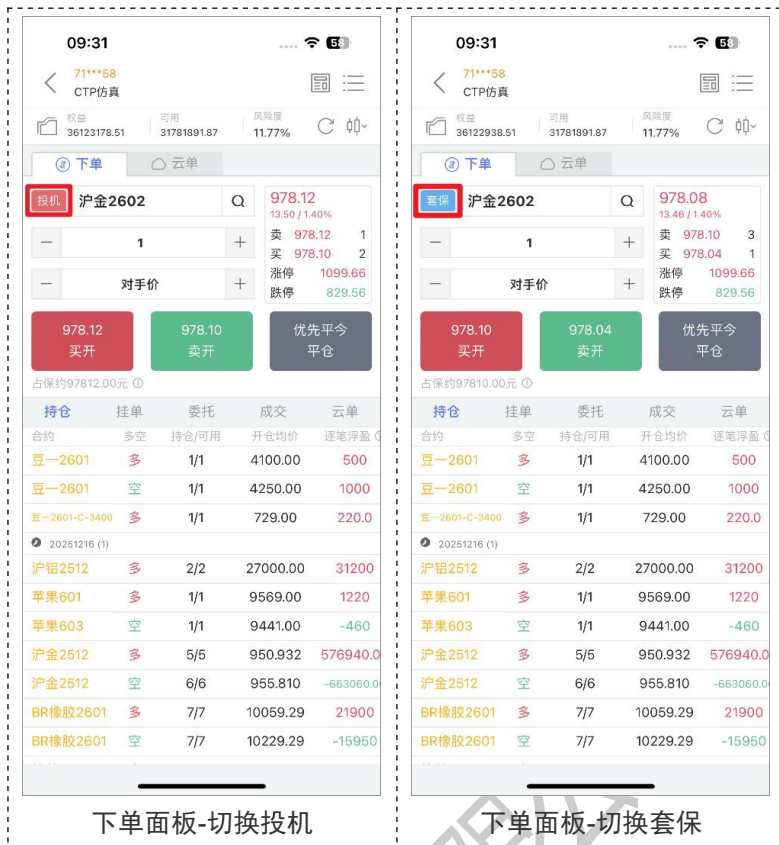 09:31
58
71***58
CTP仿真
权益
36123178.51
可用
31781891.87
风险度
11.77%
下单
云单
投机
沪金2602
978.12
13.50 / 1.40%
1
卖 978.12 1
买 978.10 2
涨停 1099.66
跌停 829.56
对手价
978.12
买开
978.10
卖开
优先平今
平仓
占保约97812.00元
持仓 挂单 委托 成交 云单
合约 多空 持仓/可用 开仓均价 逐笔浮盈
豆一2601 多 1/1 4100.00 500
豆一2601 空 1/1 4250.00 1000
豆一2601-C-3400 多 1/1 729.00 220.0
20251216 (1)
沪铝2512 多 2/2 27000.00 31200
苹果601 多 1/1 9569.00 1220
苹果603 空 1/1 9441.00 -460
沪金2512 多 5/5 950.932 576940.0
沪金2512 空 6/6 955.810 -663060.0
BR橡胶2601 多 7/7 10059.29 21900
BR橡胶2601 空 7/7 10229.29 -15950
下单面板-切换投机
09:31
58
71***58
CTP仿真
权益
36122938.51
可用
31781891.87
风险度
11.77%
下单
云单
套保
沪金2602
978.08
13.46 / 1.40%
1
卖 978.10 3
买 978.04 1
涨停 1099.66
跌停 829.56
对手价
978.10
买开
978.04
卖开
优先平今
平仓
占保约97810.00元
持仓 挂单 委托 成交 云单
合约 多空 持仓/可用 开仓均价 逐笔浮盈
豆一2601 多 1/1 4100.00 500
豆一2601 空 1/1 4250.00 1000
豆一2601-C-3400 多 1/1 729.00 220.0
20251216 (1)
沪铝2512 多 2/2 27000.00 31200
苹果601 多 1/1 9569.00 1220
苹果603 空 1/1 9441.00 -460
沪金2512 多 5/5 950.932 576940.0
沪金2512 空 6/6 955.810 -663060.0
BR橡胶2601 多 7/7 10059.29 21900
BR橡胶2601 空 7/7 10229.29 -15950
下单面板-切换套保